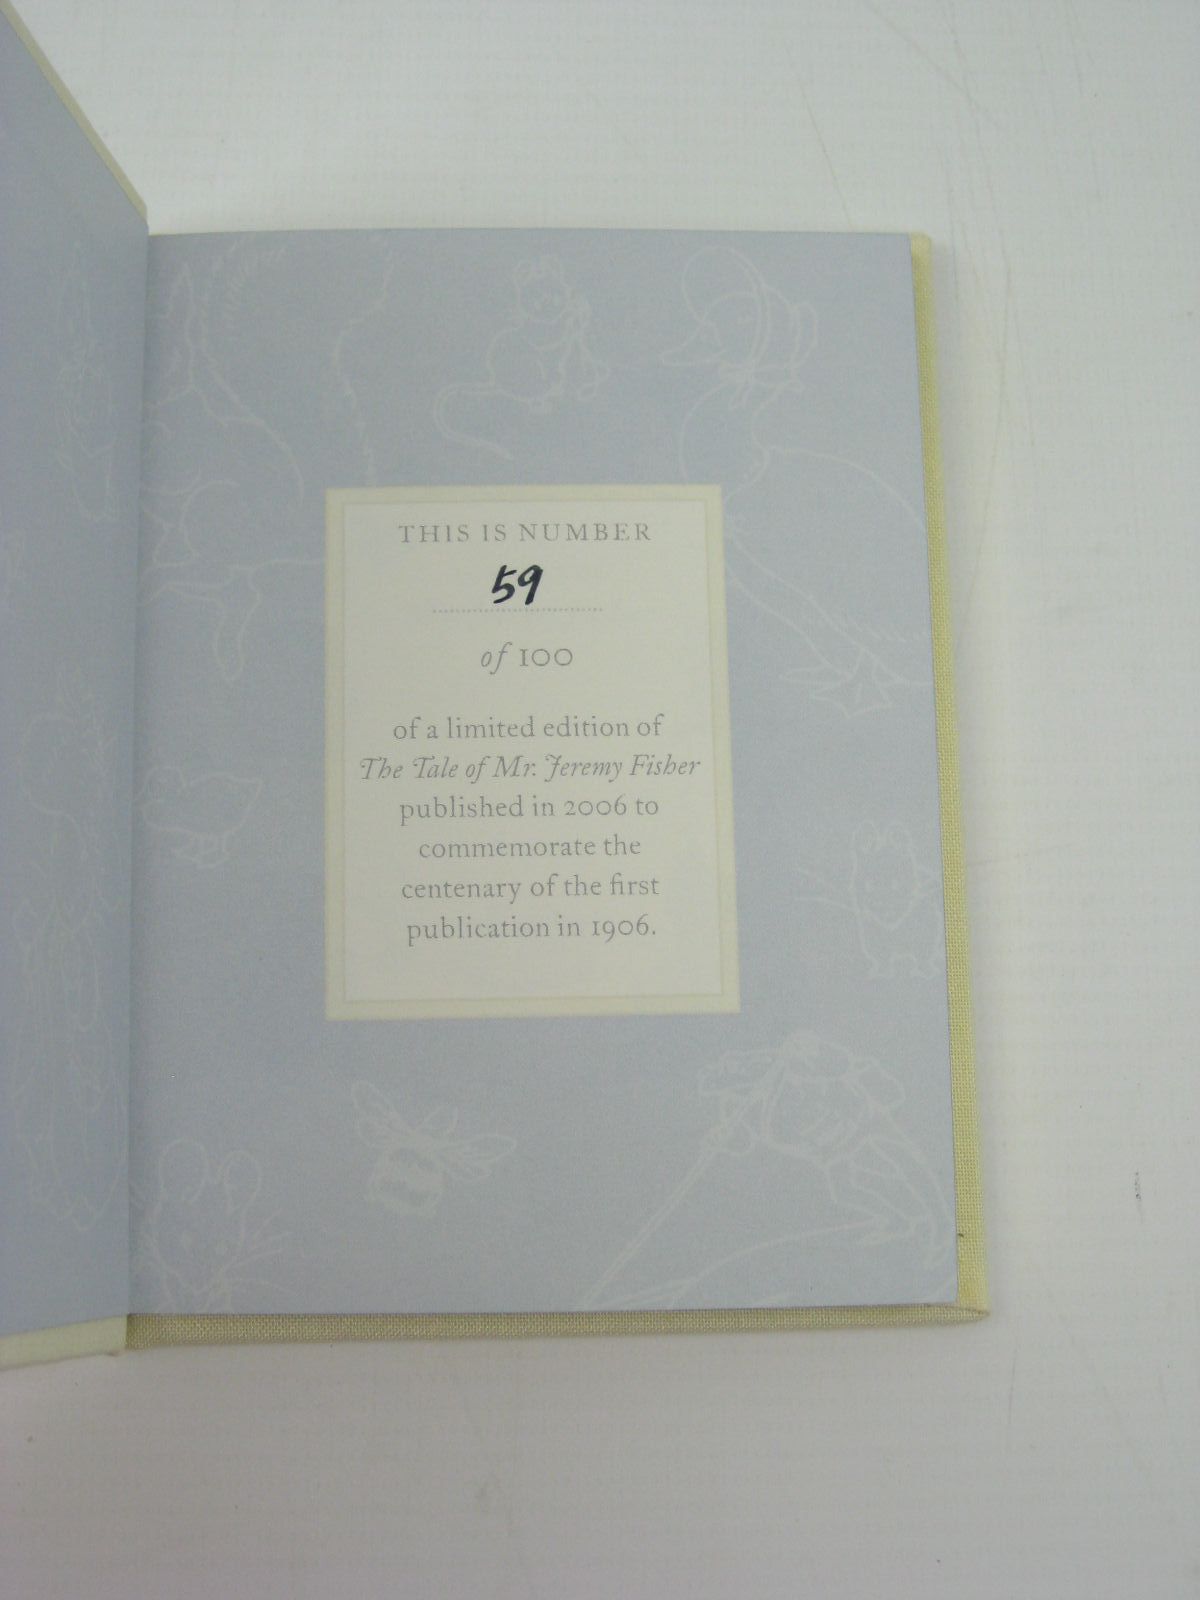 THIS IS NUMBER
59
of 100
of a limited edition of
The Tale of Mr. Jeremy Fisher
published in 2006 to
commemorate the
centenary of the first
publication in 1906.